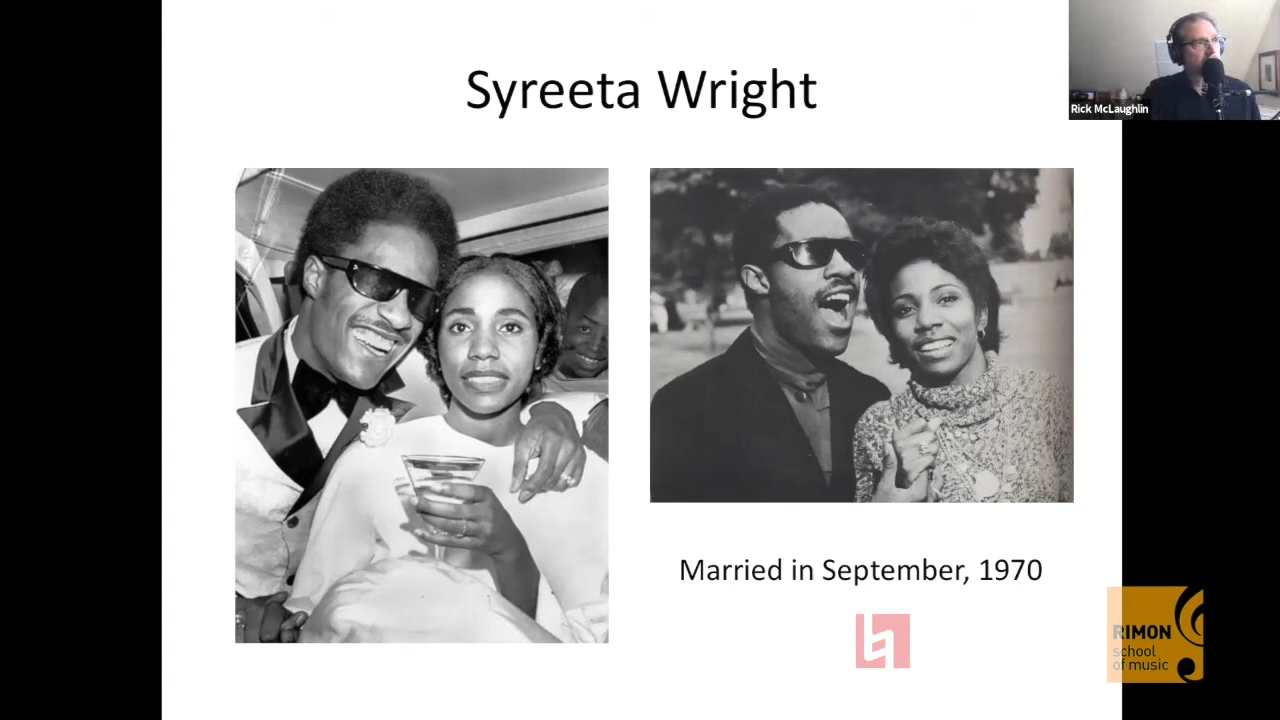 Syreeta Wright
Rick McLaughlin
Married in September, 1970
RIMON
school
of music